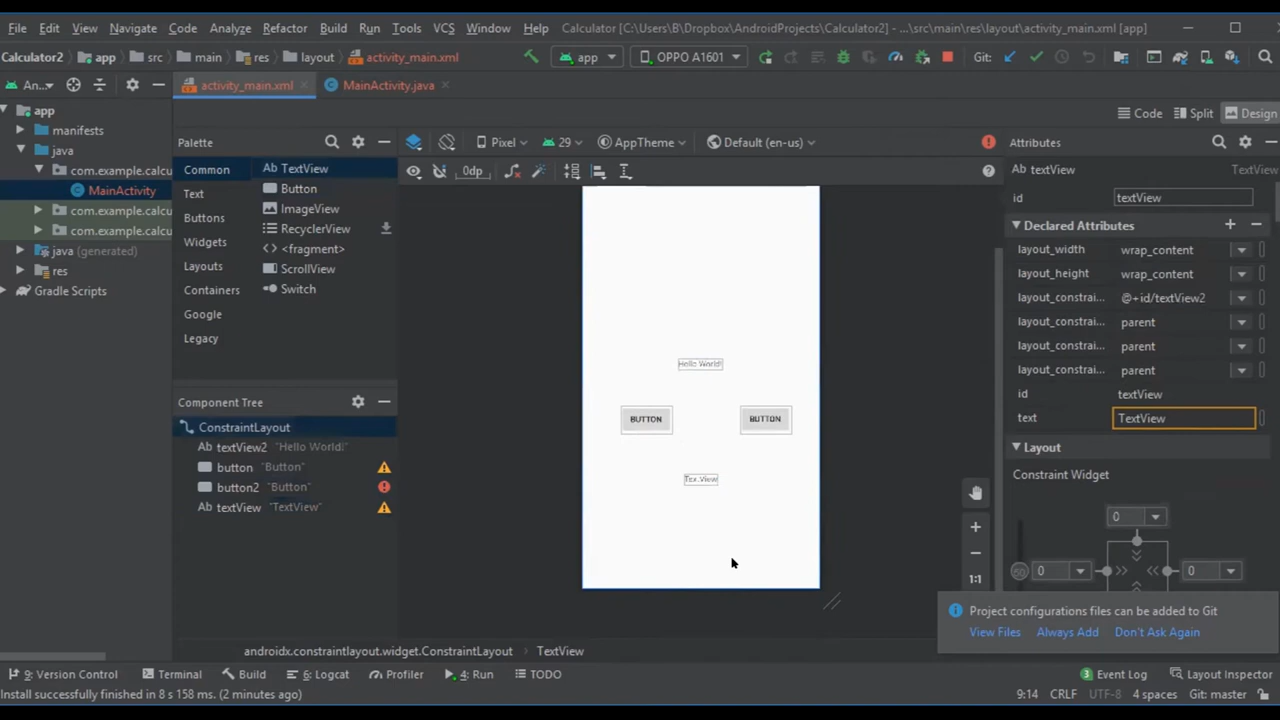 File Edit View Navigate Code Analyze Refactor Build Run Tools VCS Window Help Calculator [C:\Users\B\Dropbox\AndroidProjects\Calculator2] - ...\src\main\res\layout\activity_main.xml [app]
Calculator2 app src main res layout activity_main.xml app OPPO A1601 Git:
An... activity_main.xml MainActivity.java
Code Split Design
app
manifests
java
com.example.calcu
MainActivity
com.example.calcu
com.example.calcu
java (generated)
res
Gradle Scripts
Palette
Common
Text
Buttons
Widgets
Layouts
Containers
Google
Legacy
Ab TextView
Button
ImageView
RecyclerView
<> <fragment>
ScrollView
Switch
Component Tree
ConstraintLayout
Ab textView2 "Hello World!"
button "Button"
button2 "Button"
Ab textView "TextView"
Pixel 29 AppTheme Default (en-us)
0dp
Hello World!
BUTTON BUTTON
TextView
1:1
Attributes
Ab textView TextView
id textView
Declared Attributes
layout_width wrap_content
layout_height wrap_content
layout_constrai... @+id/textView2
layout_constrai... parent
layout_constrai... parent
layout_constrai... parent
id textView
text TextView
Layout
Constraint Widget
0
50 0 0
Project configurations files can be added to Git
View Files Always Add Don't Ask Again
androidx.constraintlayout.widget.ConstraintLayout TextView
9: Version Control Terminal Build 6: Logcat Profiler 4: Run TODO 3 Event Log Layout Inspector
Install successfully finished in 8 s 158 ms. (2 minutes ago) 9:14 CRLF UTF-8 4 spaces Git: master